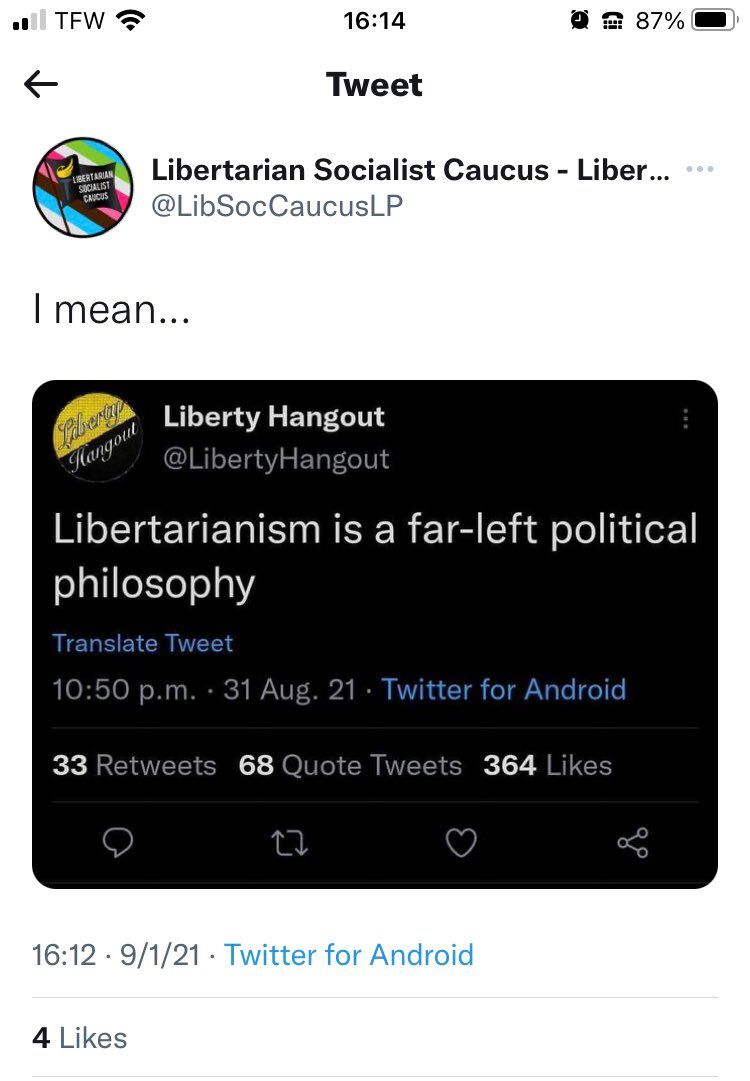 TFW 16:14 87%
Tweet
LIBERTARIAN
SOCIALIST
CAUCUS
Libertarian Socialist Caucus - Liber...
@LibSocCaucusLP
I mean...
Liberty
Hangout
Liberty Hangout
@LibertyHangout
Libertarianism is a far-left political
philosophy
Translate Tweet
10:50 p.m. · 31 Aug. 21 · Twitter for Android
33 Retweets 68 Quote Tweets 364 Likes
16:12 · 9/1/21 · Twitter for Android
4 Likes